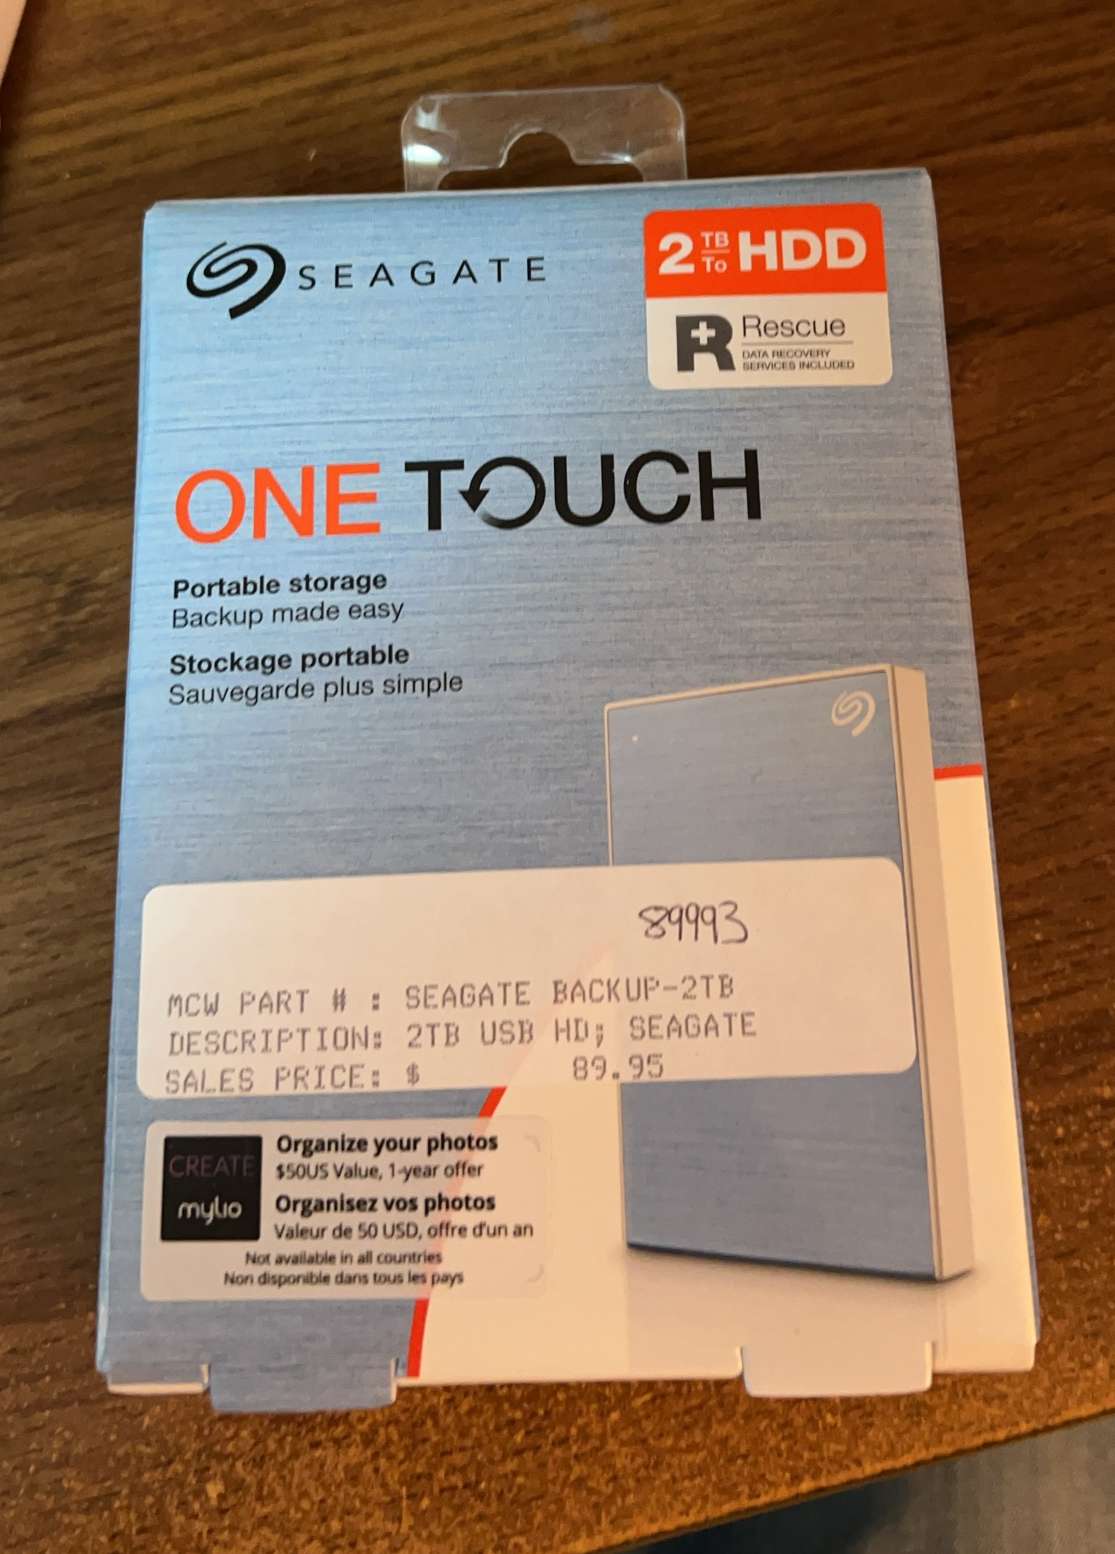 SEAGATE
2 TB To HDD
Rescue
DATA RECOVERY
SERVICES INCLUDED
ONE TOUCH
Portable storage
Backup made easy
Stockage portable
Sauvegarde plus simple
89993
MCW PART # : SEAGATE BACKUP-2TB
DESCRIPTION: 2TB USB HD; SEAGATE
SALES PRICE: $ 89.95
CREATE
mylio
Organize your photos
$50US Value, 1-year offer
Organisez vos photos
Valeur de 50 USD, offre d'un an
Not available in all countries
Non disponible dans tous les pays